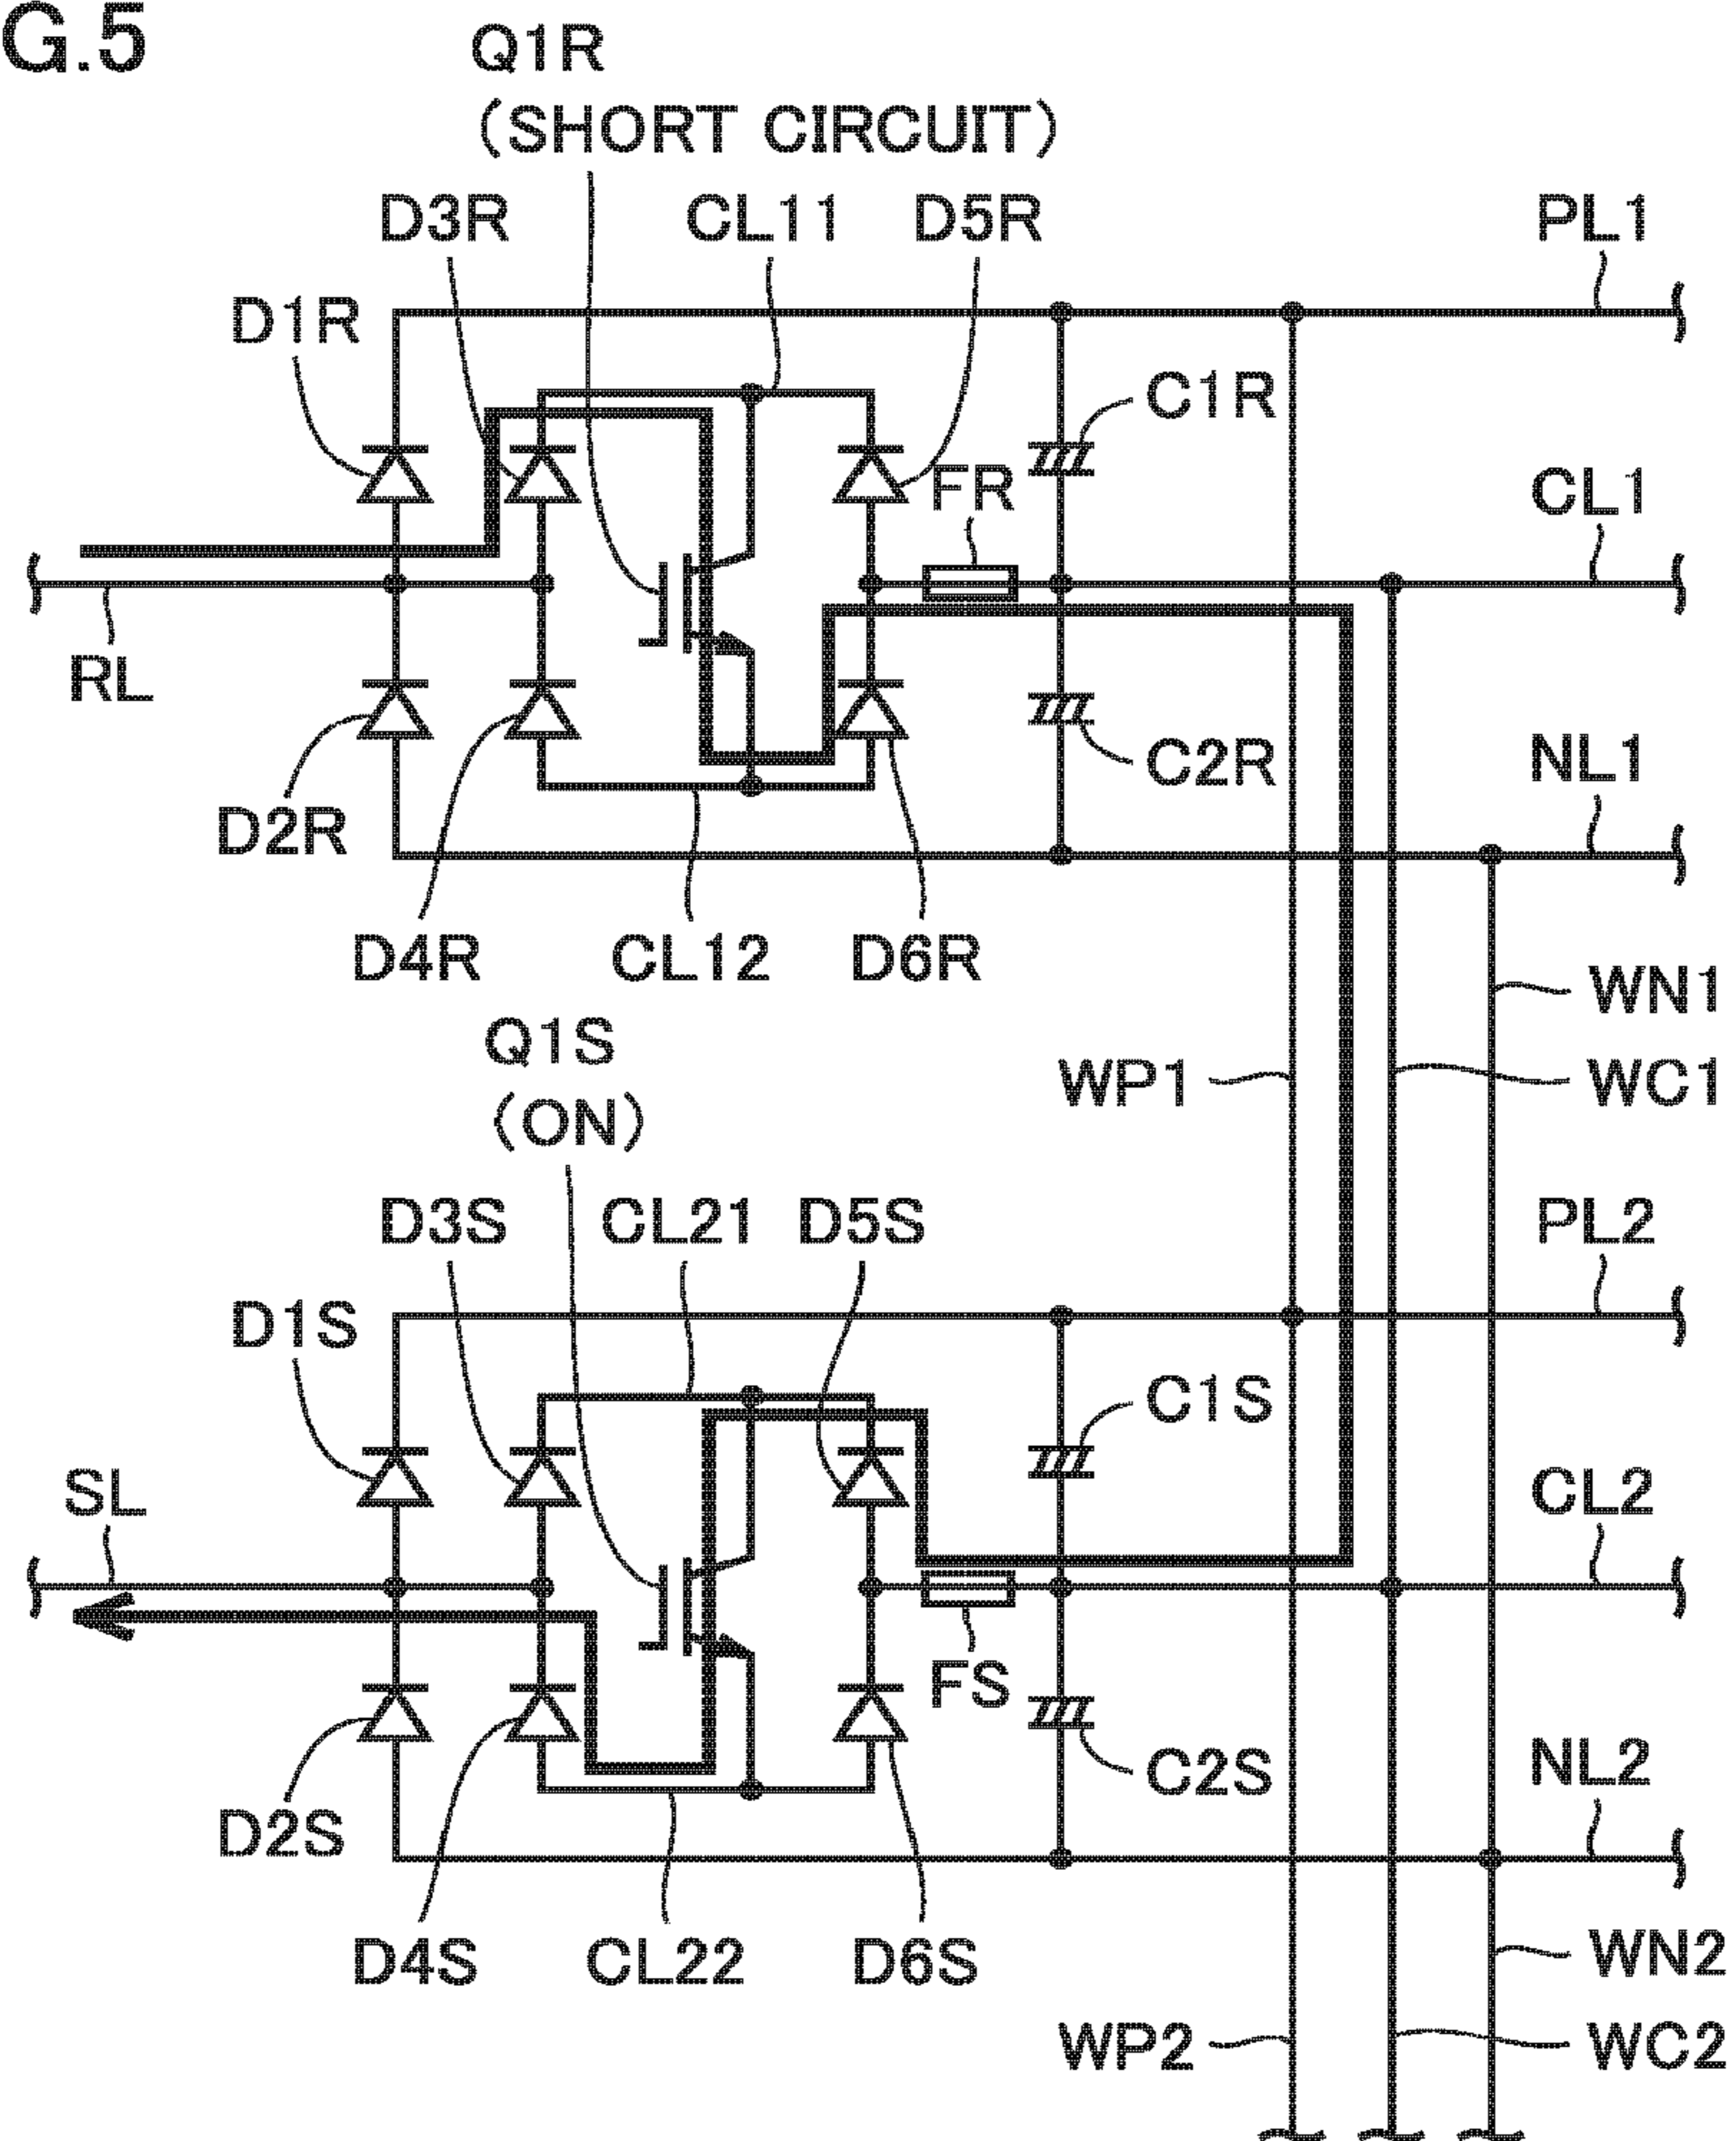 G.5
Q1R
(SHORT CIRCUIT)
D3R CL11 D5R PL1
D1R
C1R
FR CL1
RL
C2R NL1
D2R
D4R CL12 D6R
WN1
Q1S
(ON)
WP1 WC1
D3S CL21 D5S PL2
D1S
C1S
SL CL2
FS
C2S NL2
D2S
D4S CL22 D6S WN2
WP2 WC2